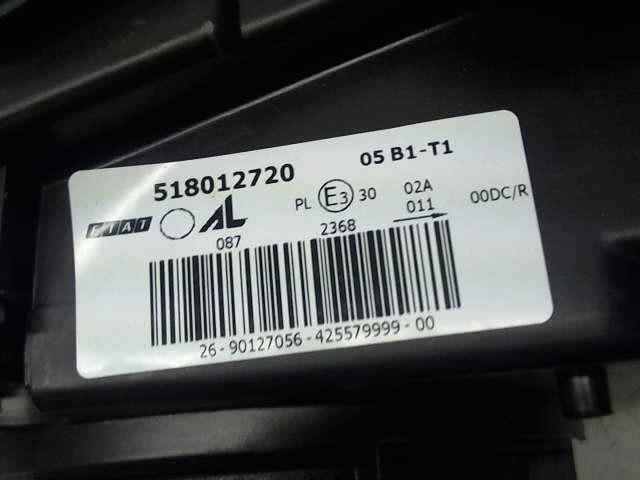 518012720 05 B1-T1
FIAT AL PL E3 30 02A 00DC/R
087 2368 011
26-90127056-425579999-00